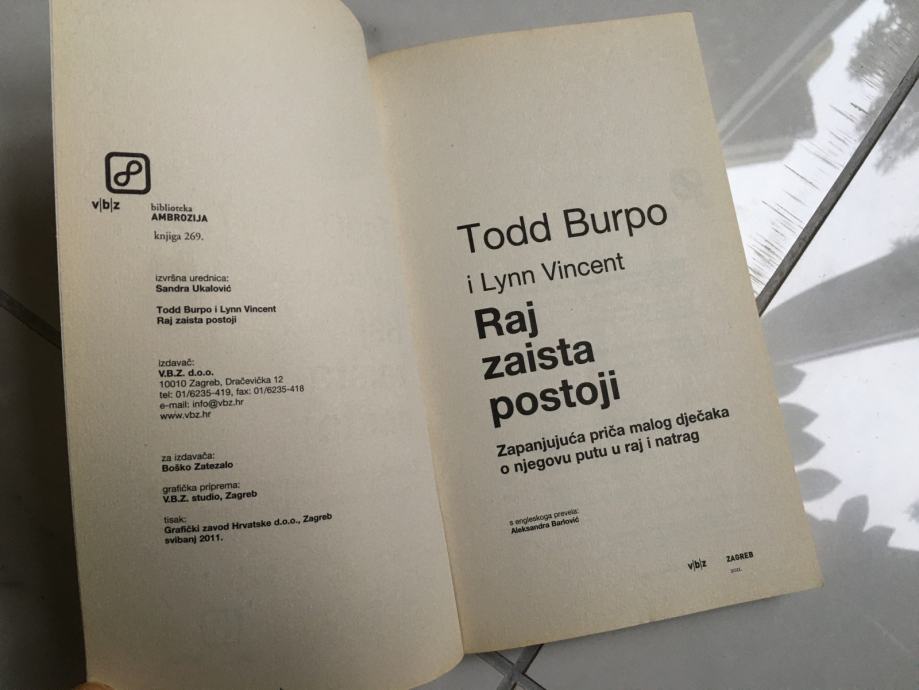 v|b|z
biblioteka
AMBROZIJA
knjiga 269.
izvršna urednica:
Sandra Ukalović
Todd Burpo i Lynn Vincent
Raj zaista postoji
izdavač:
V.B.Z. d.o.o.
10010 Zagreb, Dračevička 12
tel: 01/6235-419, fax: 01/6235-418
e-mail: info@vbz.hr
www.vbz.hr
za izdavača:
Boško Zatezalo
grafička priprema:
V.B.Z. studio, Zagreb
tisak:
Grafički zavod Hrvatske d.o.o., Zagreb
svibanj 2011.
Todd Burpo
i Lynn Vincent
Raj
zaista
postoji
Zapanjujuća priča malog dječaka
o njegovu putu u raj i natrag
s engleskoga prevela:
Aleksandra Barlović
v|b|z
ZAGREB
2011.